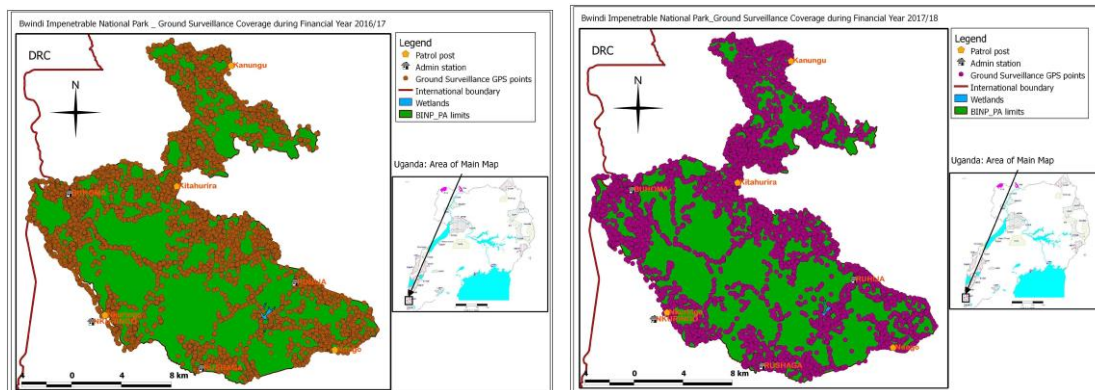 Bwindi Impenetrable National Park _ Ground Surveillance Coverage during Financial Year 2016/17
DRC
N
Kanungu
Kitahurira
RUSHAGA
4 0 4 8 km
Legend
Patrol post
Admin station
Ground Surveillance GPS points
International boundary
Wetlands
BINP_PA limits
Uganda: Area of Main Map
Bwindi Impenetrable National Park_Ground Surveillance Coverage during Financial Year 2017/18
DRC
N
Kanungu
Kitahurira
BUHOMA
RUHIJA
RUSHAGA
4 0 4 8 km
Legend
Patrol post
Admin station
Ground Surveillance GPS points
International boundary
Wetlands
BINP_PA limits
Uganda: Area of Main Map